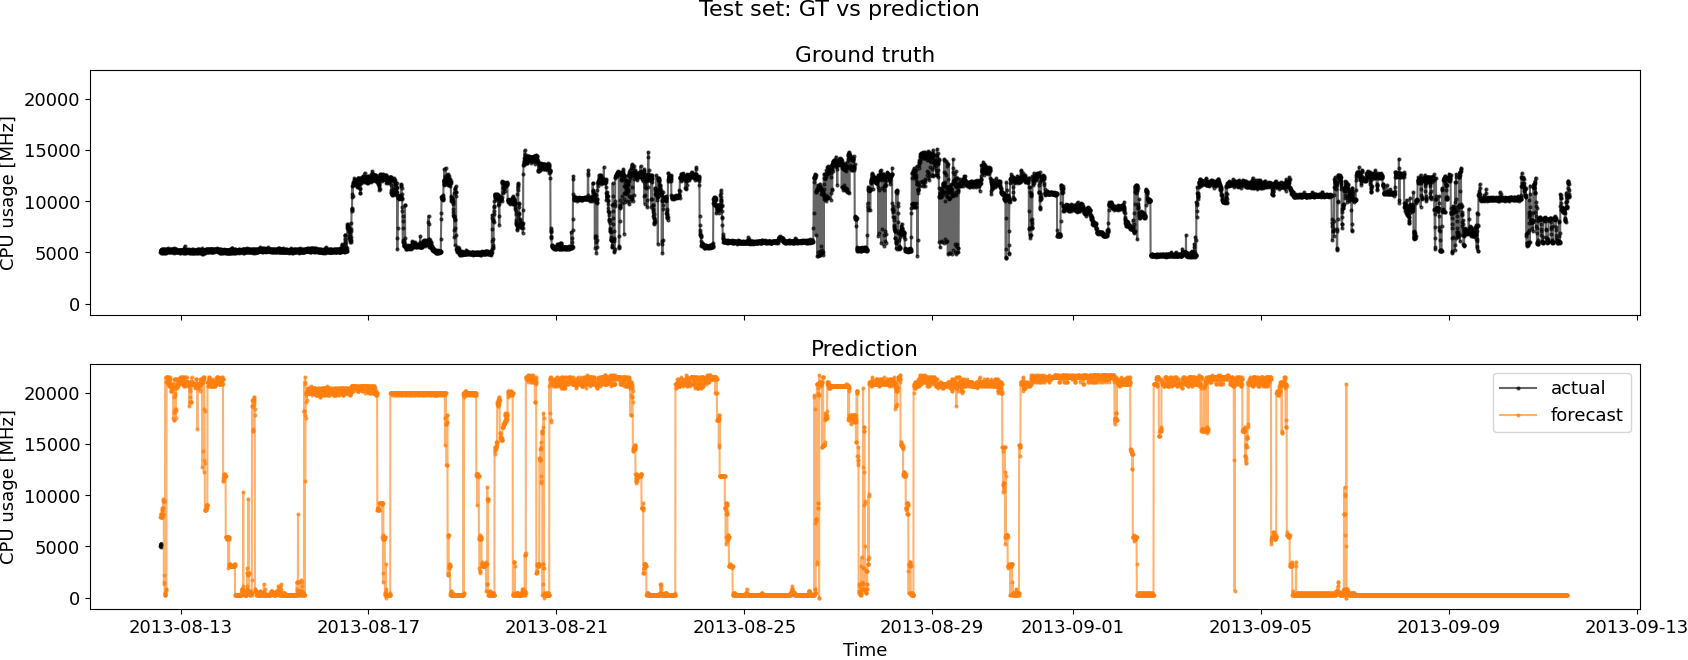 Test set: GT vs prediction
Ground truth
CPU usage [MHz]
20000
15000
10000
5000
0
Prediction
CPU usage [MHz]
20000
15000
10000
5000
0
actual
forecast
2013-08-13 2013-08-17 2013-08-21 2013-08-25 2013-08-29 2013-09-01 2013-09-05 2013-09-09 2013-09-13
Time